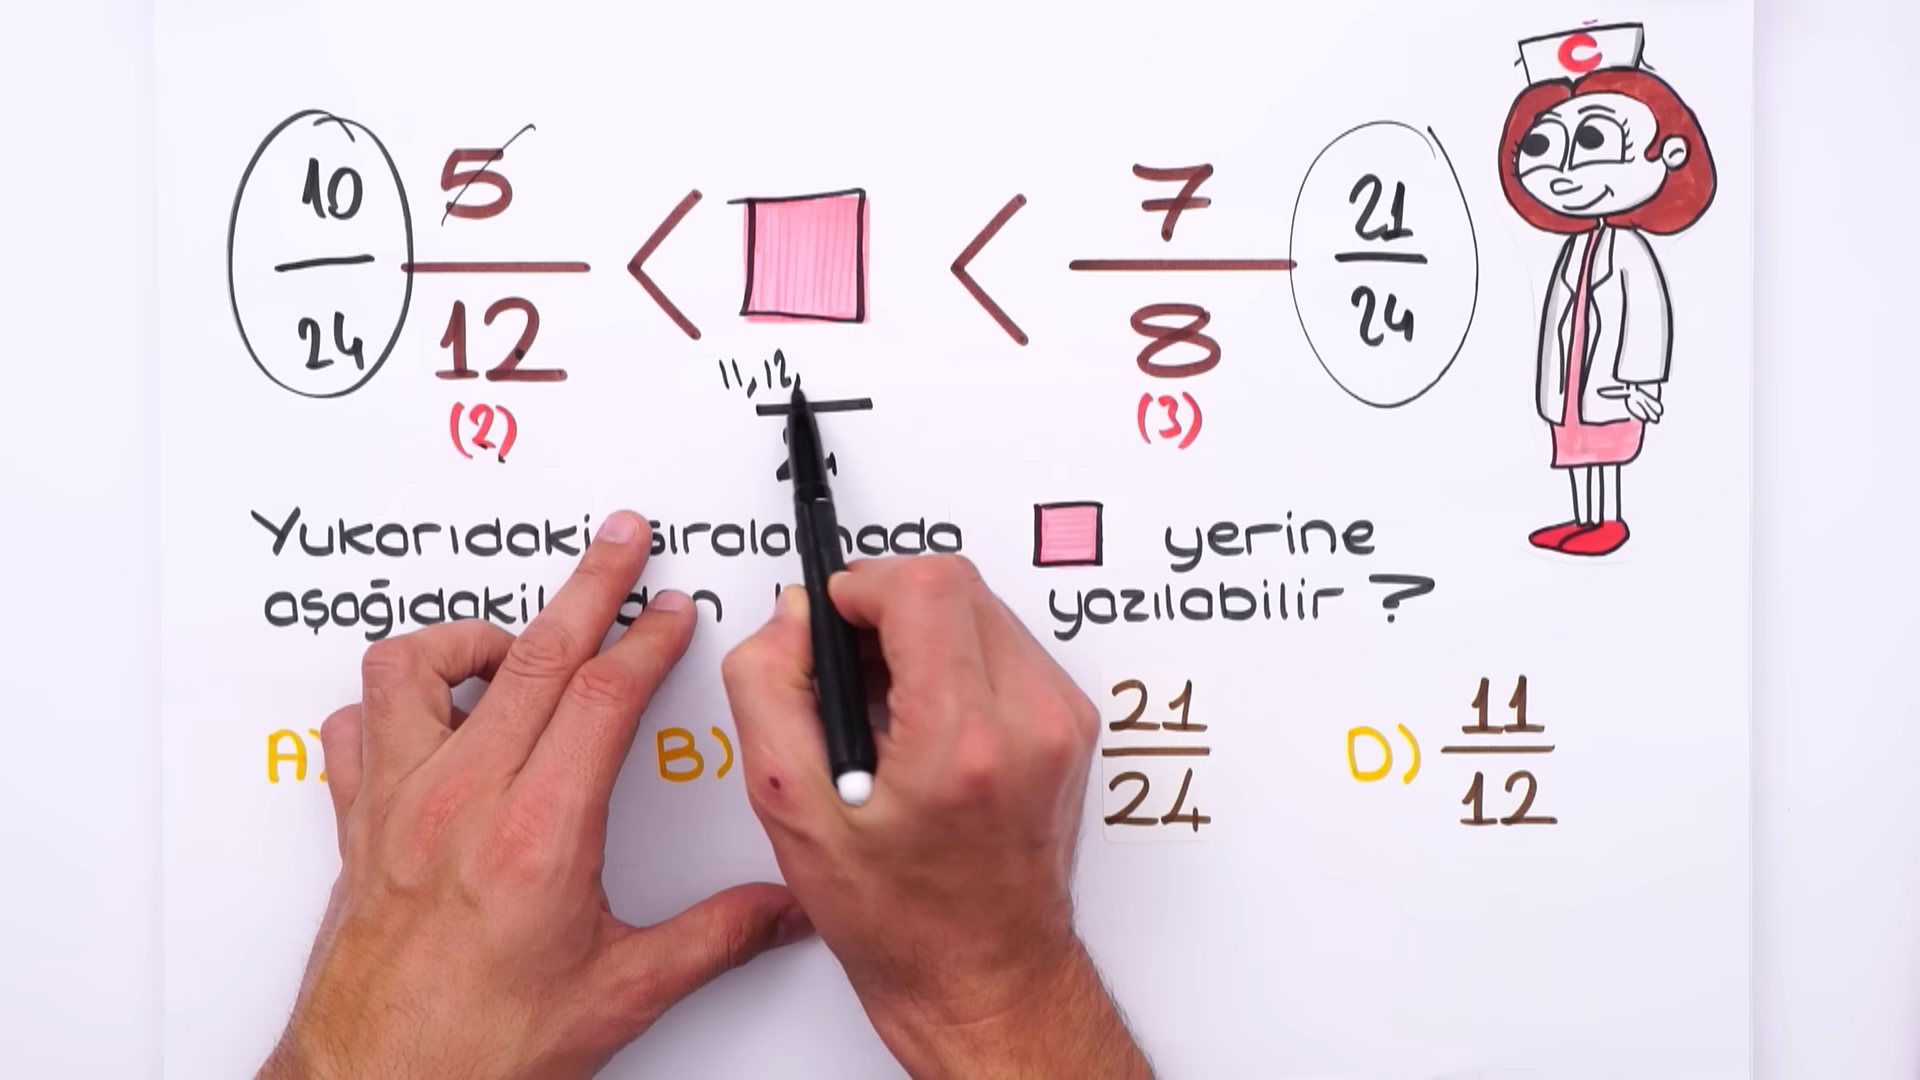 10/24 5/12 < < 7/8 21/24
(2) 11, 12, (3)
Yukarıdaki yerine
yazılabilir ?
A) B) 21/24 D) 11/12